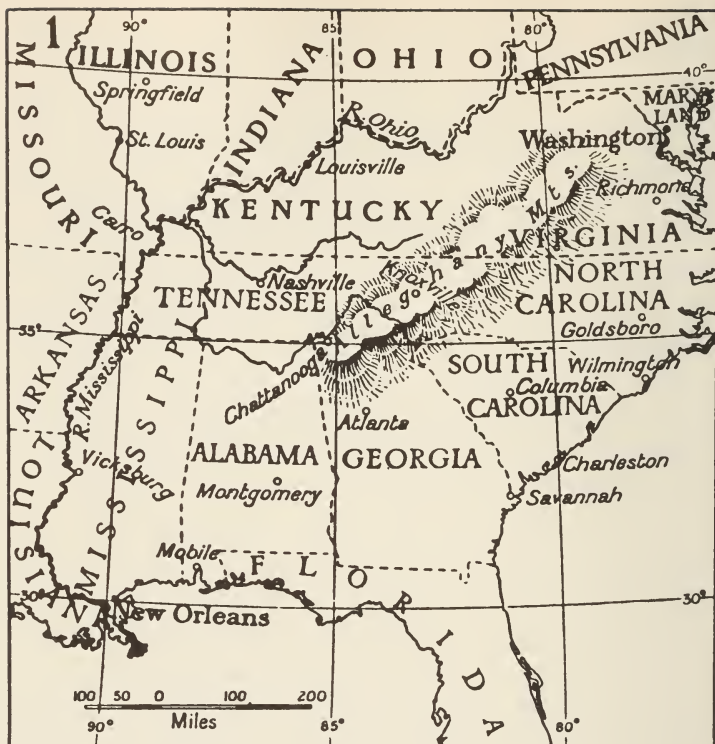 1
90°
85°
80°
ILLINOIS
INDIANA
OHIO
PENNSYLVANIA
MISSOURI
Springfield
40°
MARY
LAND
St. Louis
R. Ohio
Washington
Louisville
Richmond
Cairo
KENTUCKY
Alleghany Mts.
VIRGINIA
Nashville
Knoxville
NORTH
CAROLINA
TENNESSEE
ARKANSAS
Goldsboro
35°
R. Mississippi
Chattanooga
SOUTH
CAROLINA
Wilmington
Columbia
Atlanta
MISSISSIPPI
ALABAMA
GEORGIA
Charleston
Vicksburg
Montgomery
Savannah
LOUISIANA
Mobile
FLORIDA
30°
New Orleans
30°
100 50 0 100 200
Miles
90°
85°
80°